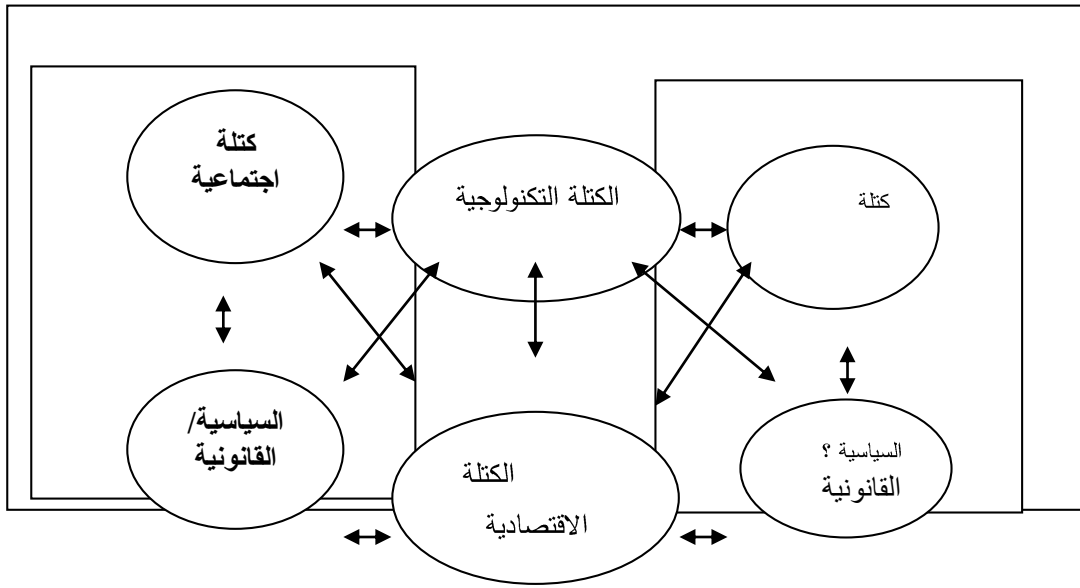 كتلة
اجتماعية
الكتلة التكنولوجية
كتلة
السياسية/
القانونية
الكتلة
الاقتصادية
السياسية ؟
القانونية